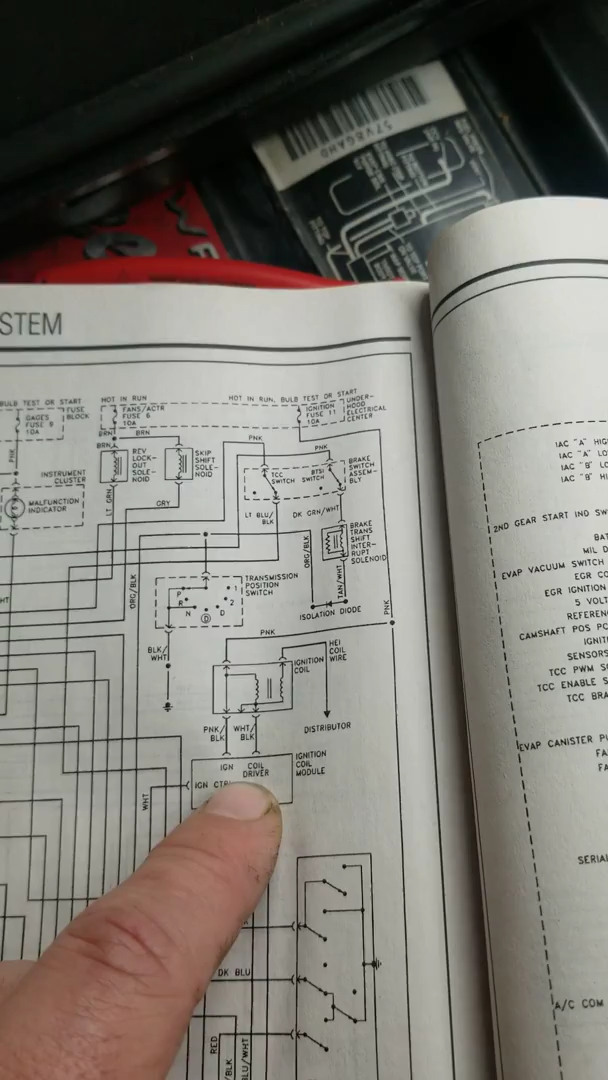 STEM
BULB TEST OR START
GAGES
FUSE 9
10A
FUSE
BLOCK
PNK
INSTRUMENT
CLUSTER
MALFUNCTION
INDICATOR
HOT IN RUN
FANS/ACTR
FUSE 6
10A
HOT IN RUN, BULB TEST OR START
IGNITION
FUSE 11
10A
UNDER-
HOOD
ELECTRICAL
CENTER
BRN
BRN
BRN
REV
LOCK-
OUT
SOLE-
NOID
SKIP
SHIFT
SOLE-
NOID
LT GRN
GRY
PNK
PNK
TCC
SWITCH
BTSI
SWITCH
BRAKE
SWITCH
ASSEM-
BLY
LT BLU/
BLK
DK GRN/WHT
ORG/BLK
BRAKE
TRANS
SHIFT
INTER-
RUPT
SOLENOID
TAN/WHT
ISOLATION DIODE
ORG/BLK
TRANSMISSION
POSITION
SWITCH
P
R
N
D
D
2
1
HT
BLK/
WHT
PNK
PNK
HEI
COIL
WIRE
IGNITION
COIL
DISTRIBUTOR
PNK/
BLK
WHT/
BLK
IGN
COIL
DRIVER
IGNITION
COIL
MODULE
WHT
DK BLU
RED
/BLK
BLU/WHT
IAC "A" HIG
IAC "A" LO
IAC "B" LO
IAC "B" HI
2ND GEAR START IND SW
BAT
MIL D
EVAP VACUUM SWITCH
EGR CO
EGR IGNITION
5 VOLT
REFEREN
CAMSHAFT POS PC
IGNIT
SENSORS
TCC PWM SO
TCC ENABLE S
TCC BRA
EVAP CANISTER PU
FA
FA
SERIA
A/C COM